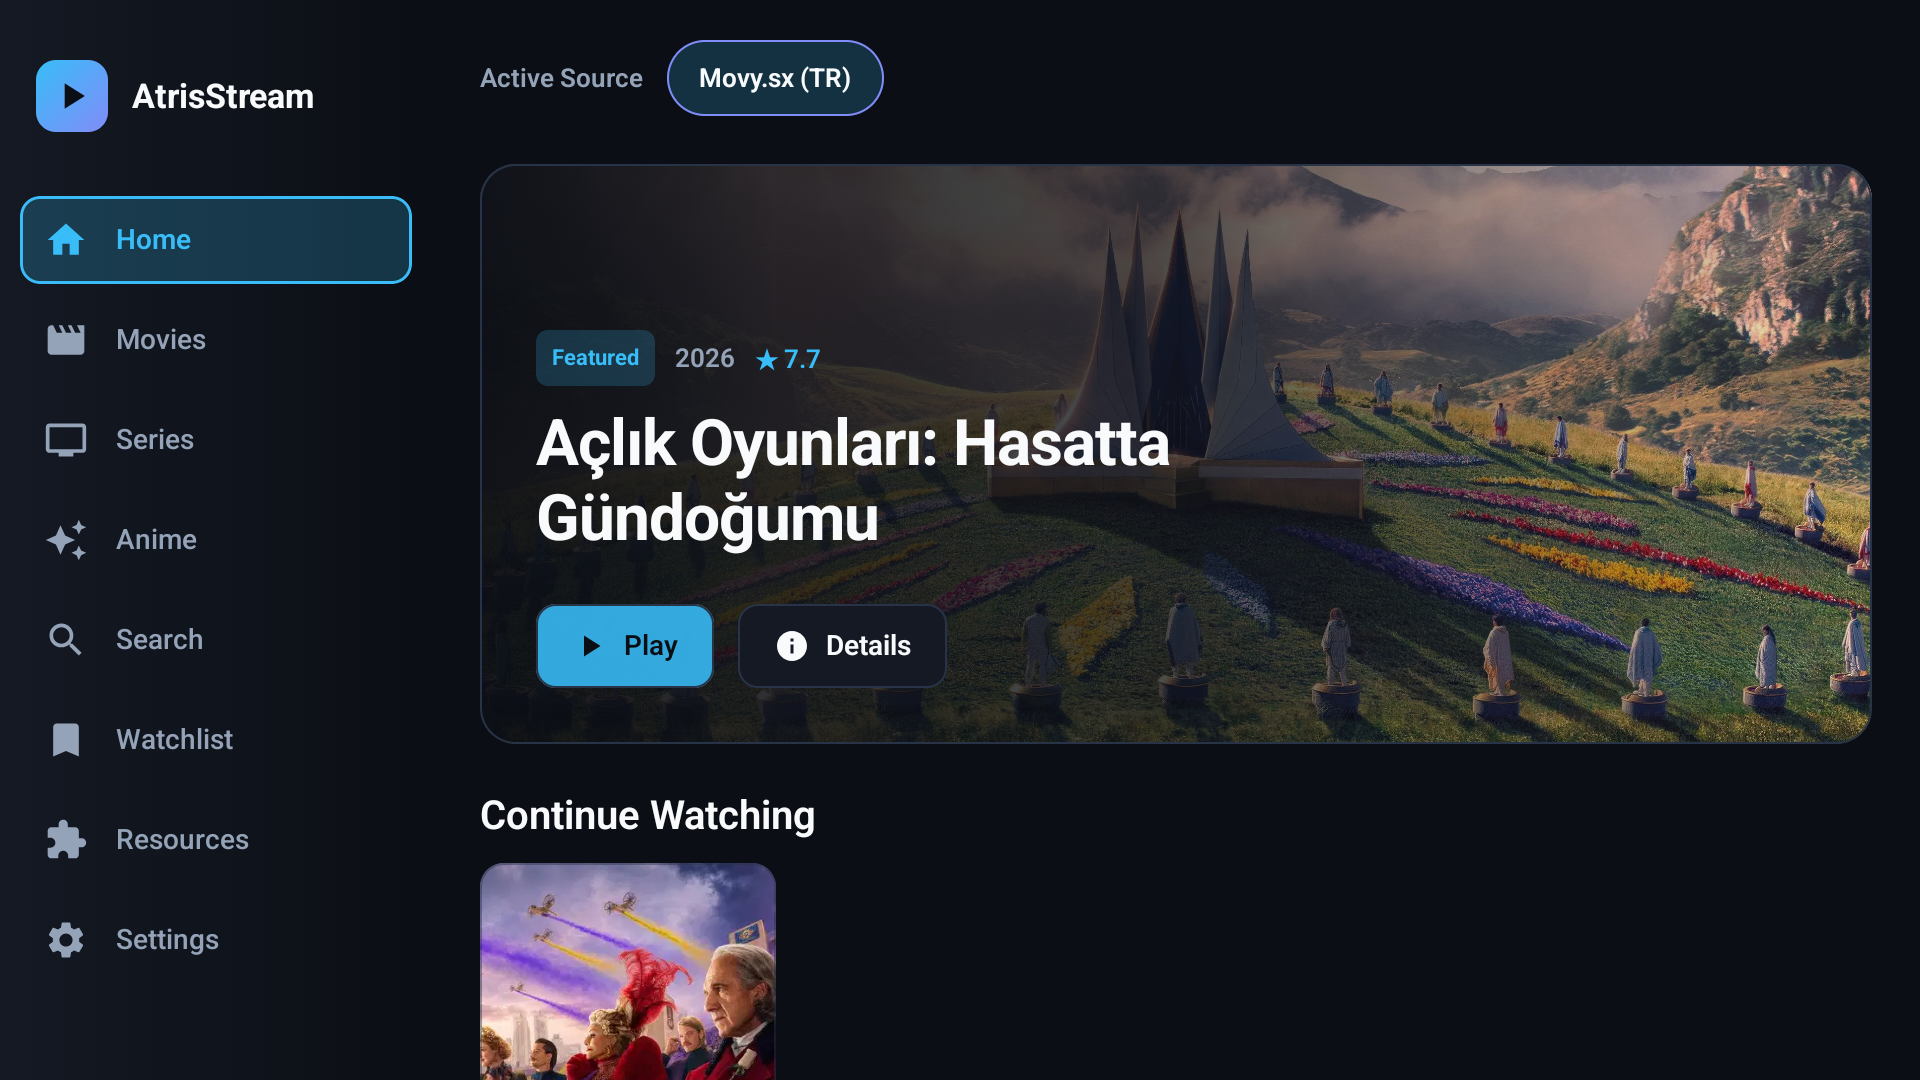 AtrisStream
Home
Movies
Series
Anime
Search
Watchlist
Resources
Settings
Active Source
Movy.sx (TR)
Featured
2026
★ 7.7
Açlık Oyunları: Hasatta
Gündoğumu
Play
Details
Continue Watching